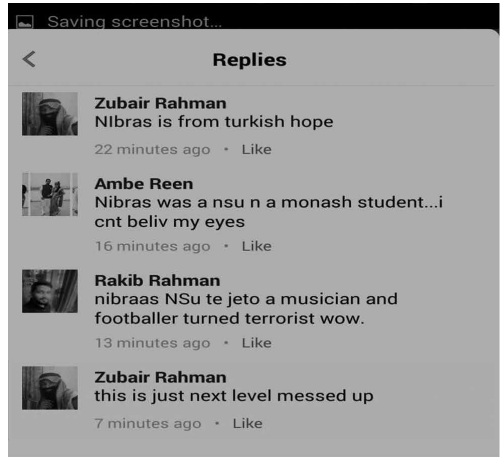 Saving screenshot...
Replies
Zubair Rahman
NIbras is from turkish hope
22 minutes ago • Like
Ambe Reen
Nibras was a nsu n a monash student...i
cnt beliv my eyes
16 minutes ago • Like
Rakib Rahman
nibraas NSu te jeto a musician and
footballer turned terrorist wow.
13 minutes ago • Like
Zubair Rahman
this is just next level messed up
7 minutes ago • Like